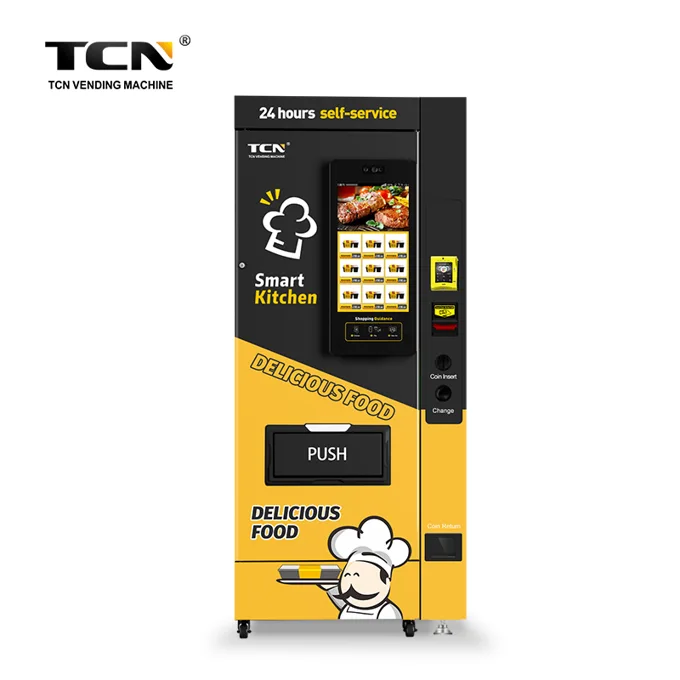 TCN®
TCN VENDING MACHINE
24 hours self-service
TCN
TCN VENDING MACHINE
Smart
Kitchen
Shopping Guidance
DELICIOUS FOOD
Coin Insert
Change
PUSH
DELICIOUS
FOOD
Coin Return